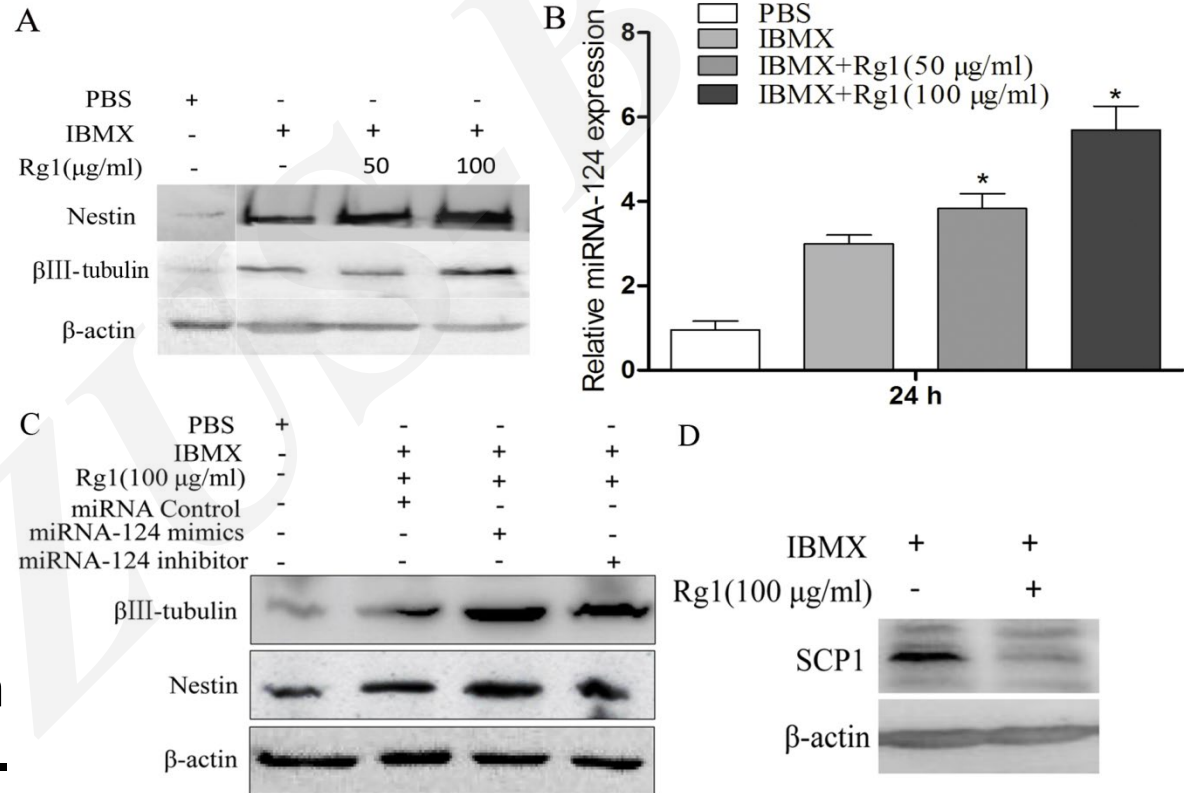 A
PBS + - - -
IBMX - + + +
Rg1(μg/ml) - - 50 100
Nestin
βIII-tubulin
β-actin
B
PBS
IBMX
IBMX+Rg1(50 μg/ml)
IBMX+Rg1(100 μg/ml)
Relative miRNA-124 expression
8
6
4
2
0
* *
24 h
C
PBS + - - -
IBMX - + + +
Rg1(100 μg/ml) - + + +
miRNA Control - + - -
miRNA-124 mimics - - + -
miRNA-124 inhibitor - - - +
βIII-tubulin
Nestin
β-actin
D
IBMX + +
Rg1(100 μg/ml) - +
SCP1
β-actin